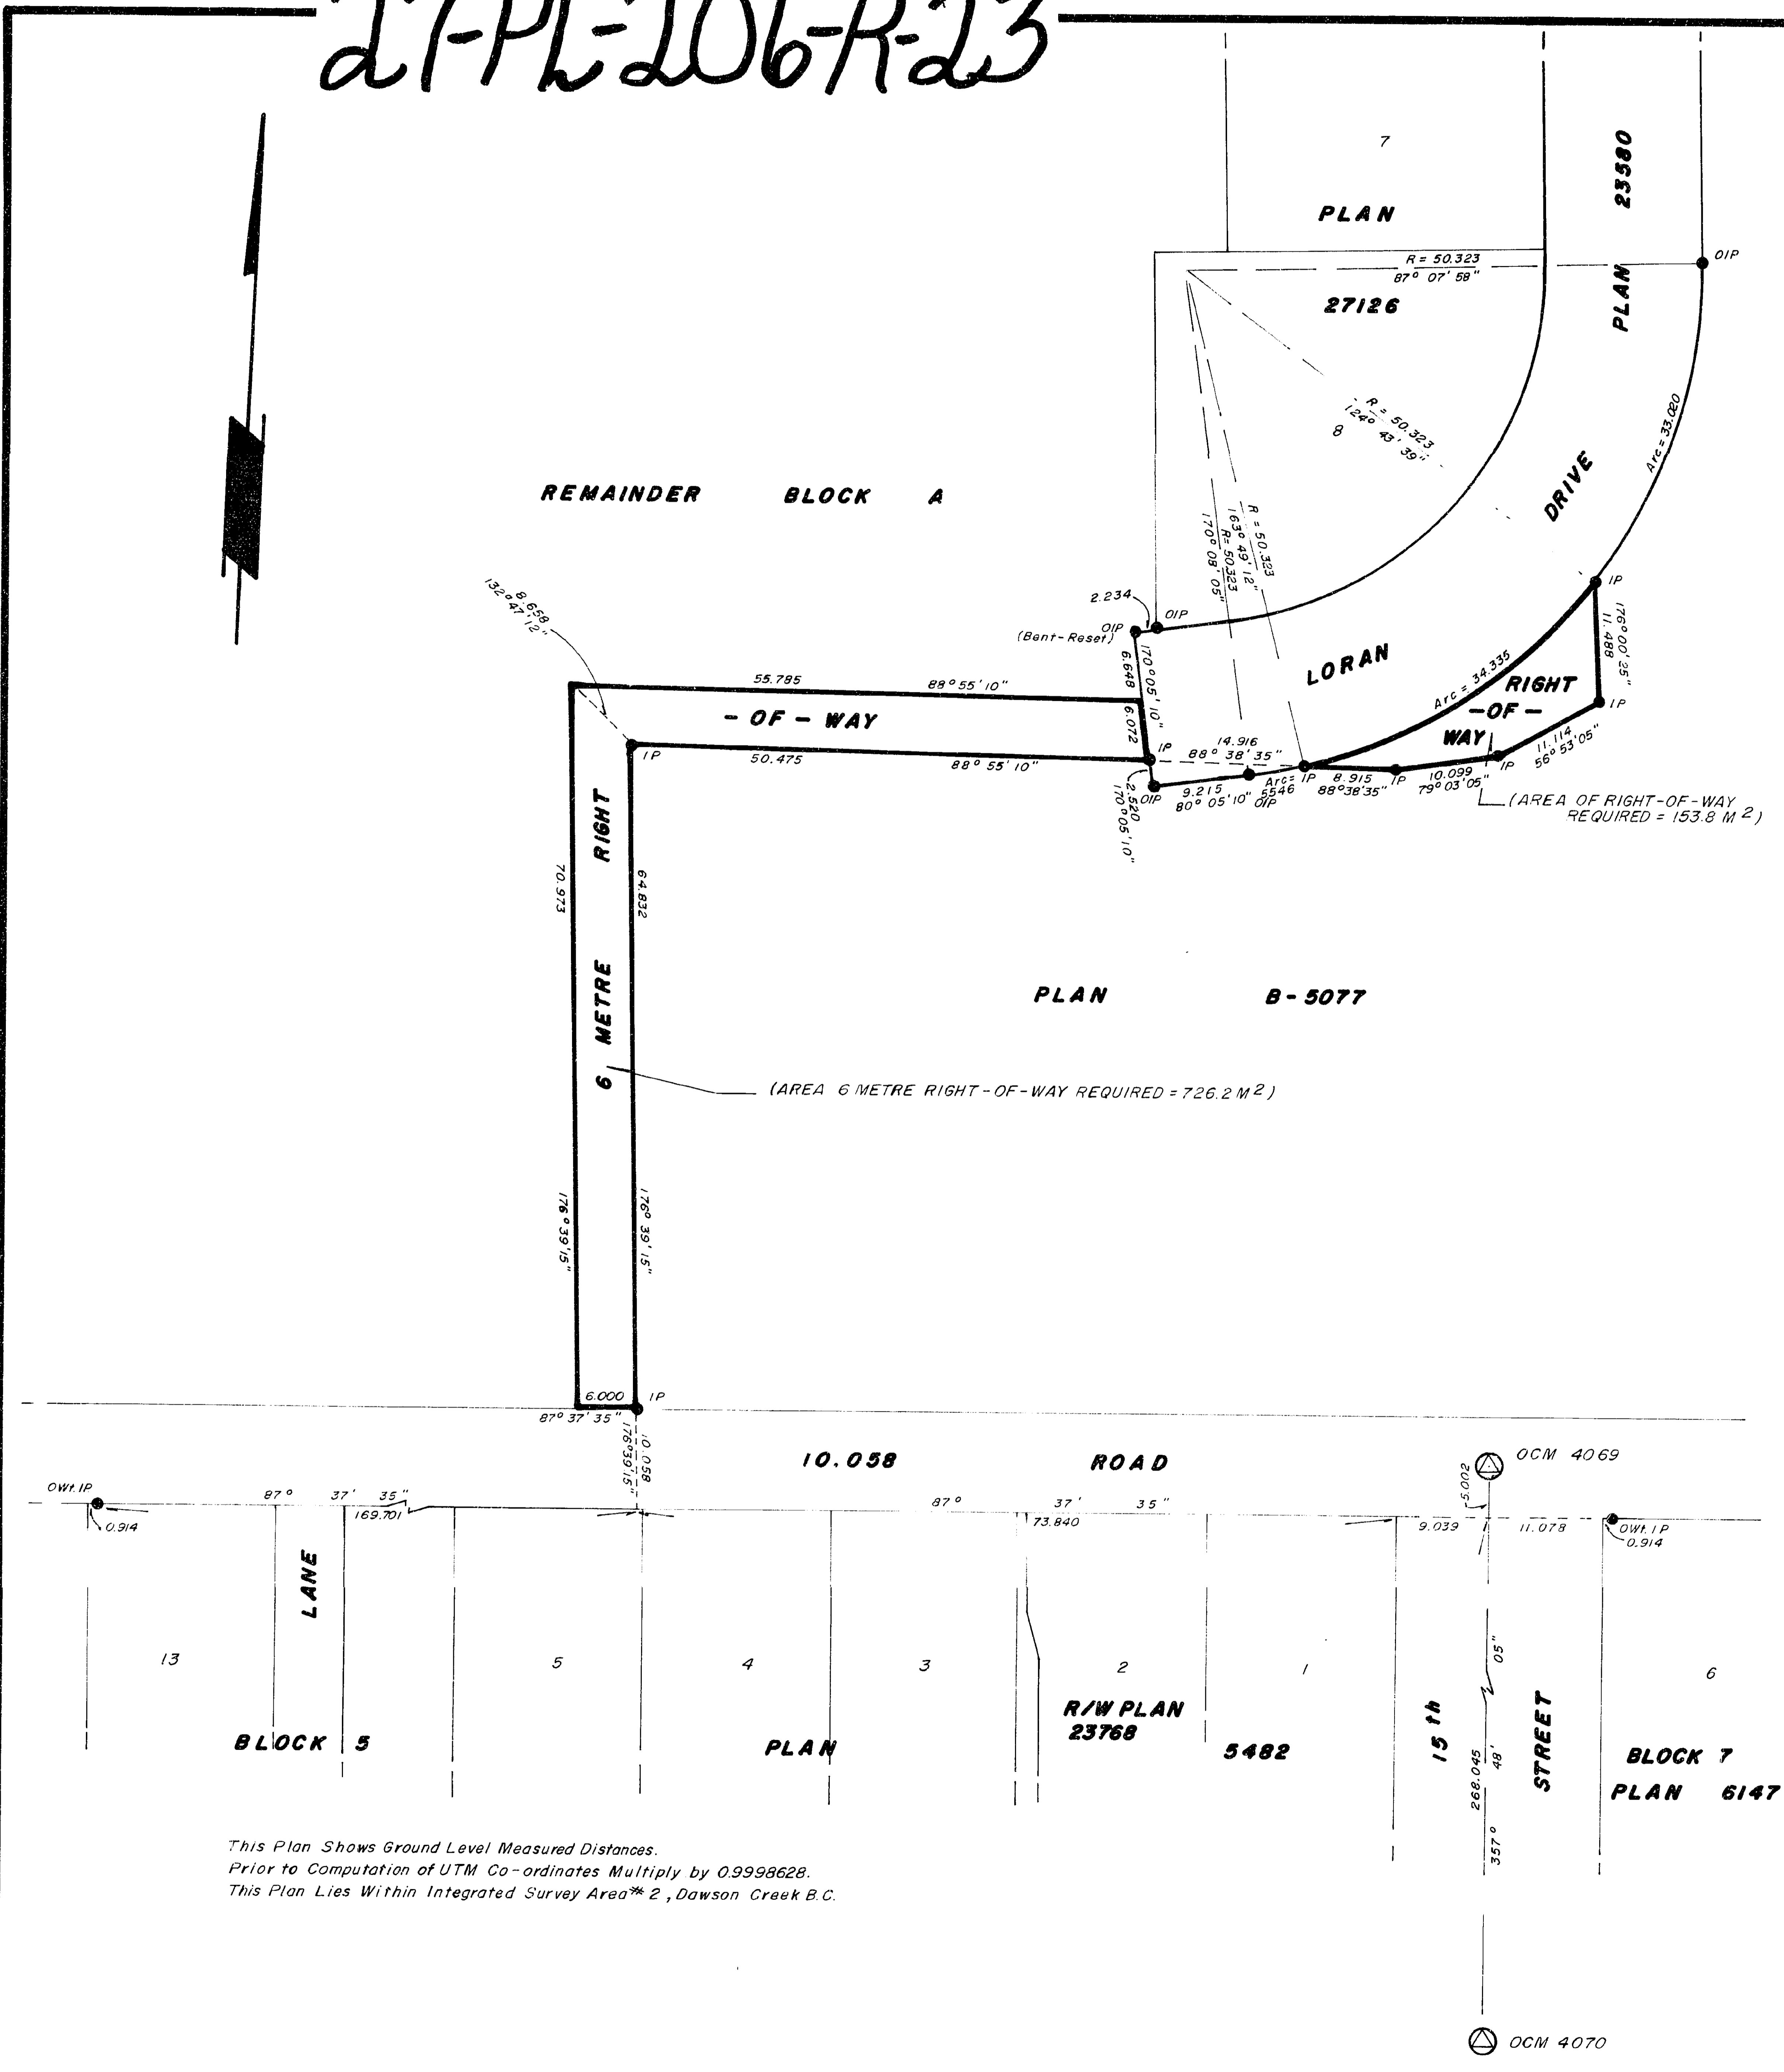 27-PL-206-R-23
7
PLAN
27126
PLAN 23580
OIP
R = 50.323
87° 07' 58"
R = 50.323
124° 43' 39"
8
Arc = 33.020
DRIVE
REMAINDER BLOCK A
R = 50.323
163° 49' 12"
R = 50.323
170° 08' 05"
8.658
132° 47' 12"
2.234
OIP
OIP
(Bent-Reset)
6.648
170° 05' 10"
6.072
LORAN
Arc = 34.335
IP
176° 00' 25"
11.488
RIGHT
-OF-
WAY
IP
11.114
56° 53' 05"
55.785 88° 55' 10"
-OF-WAY
IP
50.475 88° 55' 10"
IP
14.916
88° 38' 35"
2.520
170° 05' 10"
OIP
9.215
80° 05' 10"
OIP
Arc =
5.546
IP
8.915
88° 38' 35"
IP
10.099
79° 03' 05"
IP
(AREA OF RIGHT-OF-WAY
REQUIRED = 153.8 M2)
70.973
176° 39' 15"
6 METRE RIGHT
64.832
176° 39' 15"
PLAN B-5077
(AREA 6 METRE RIGHT-OF-WAY REQUIRED = 726.2 M2)
6.000
IP
87° 37' 35"
10.058
176° 39' 15"
10.058 ROAD
5.002
OCM 4069
OWt. IP
0.914
87° 37' 35"
169.701
87° 37' 35"
73.840
9.039
11.078
OWt. IP
0.914
LANE
13
5
4
3
2
1
6
R/W PLAN
23768
BLOCK 5
PLAN
5482
15th
STREET
268.045
357° 48' 05"
BLOCK 7
PLAN 6147
This Plan Shows Ground Level Measured Distances.
Prior to Computation of UTM Co-ordinates Multiply by 0.9998628.
This Plan Lies Within Integrated Survey Area # 2, Dawson Creek B.C.
OCM 4070